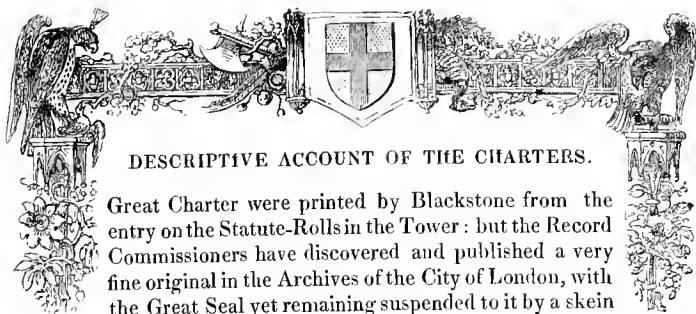 DESCRIPTIVE ACCOUNT OF THE CHARTERS.
Great Charter were printed by Blackstone from the
entry on the Statute-Rolls in the Tower : but the Record
Commissioners have discovered and published a very
fine original in the Archives of the City of London, with
the Great Seal yet remaining suspended to it by a skein